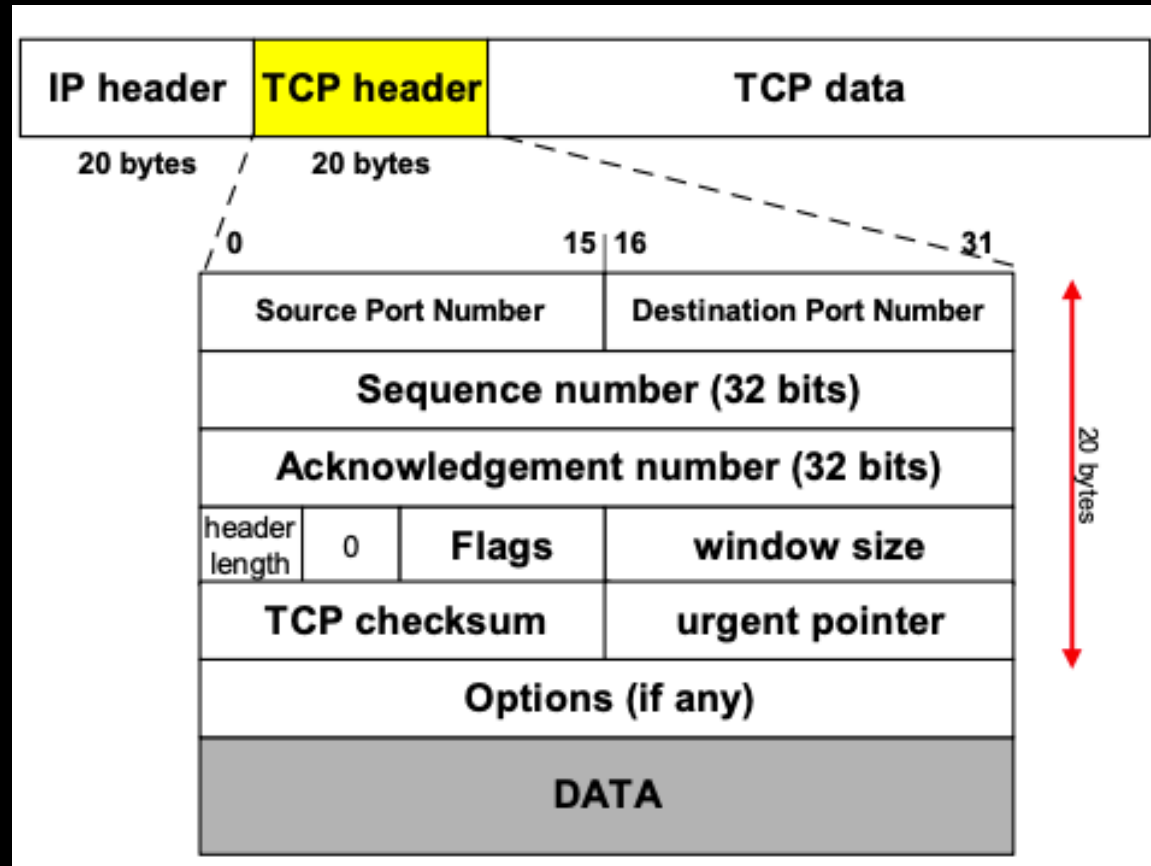 IP header TCP header TCP data
20 bytes 20 bytes
0 15 16 31
Source Port Number Destination Port Number
Sequence number (32 bits)
Acknowledgement number (32 bits)
20 bytes
header
length
0 Flags window size
TCP checksum urgent pointer
Options (if any)
DATA